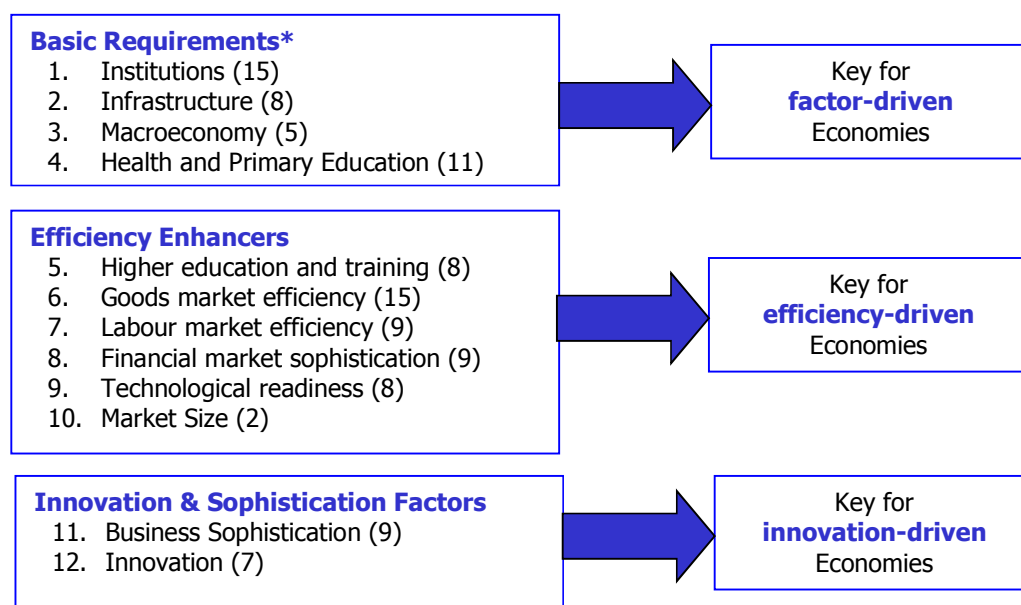 Basic Requirements*
1. Institutions (15)
2. Infrastructure (8)
3. Macroeconomy (5)
4. Health and Primary Education (11)
Key for
factor-driven
Economies
Efficiency Enhancers
5. Higher education and training (8)
6. Goods market efficiency (15)
7. Labour market efficiency (9)
8. Financial market sophistication (9)
9. Technological readiness (8)
10. Market Size (2)
Key for
efficiency-driven
Economies
Innovation & Sophistication Factors
11. Business Sophistication (9)
12. Innovation (7)
Key for
innovation-driven
Economies